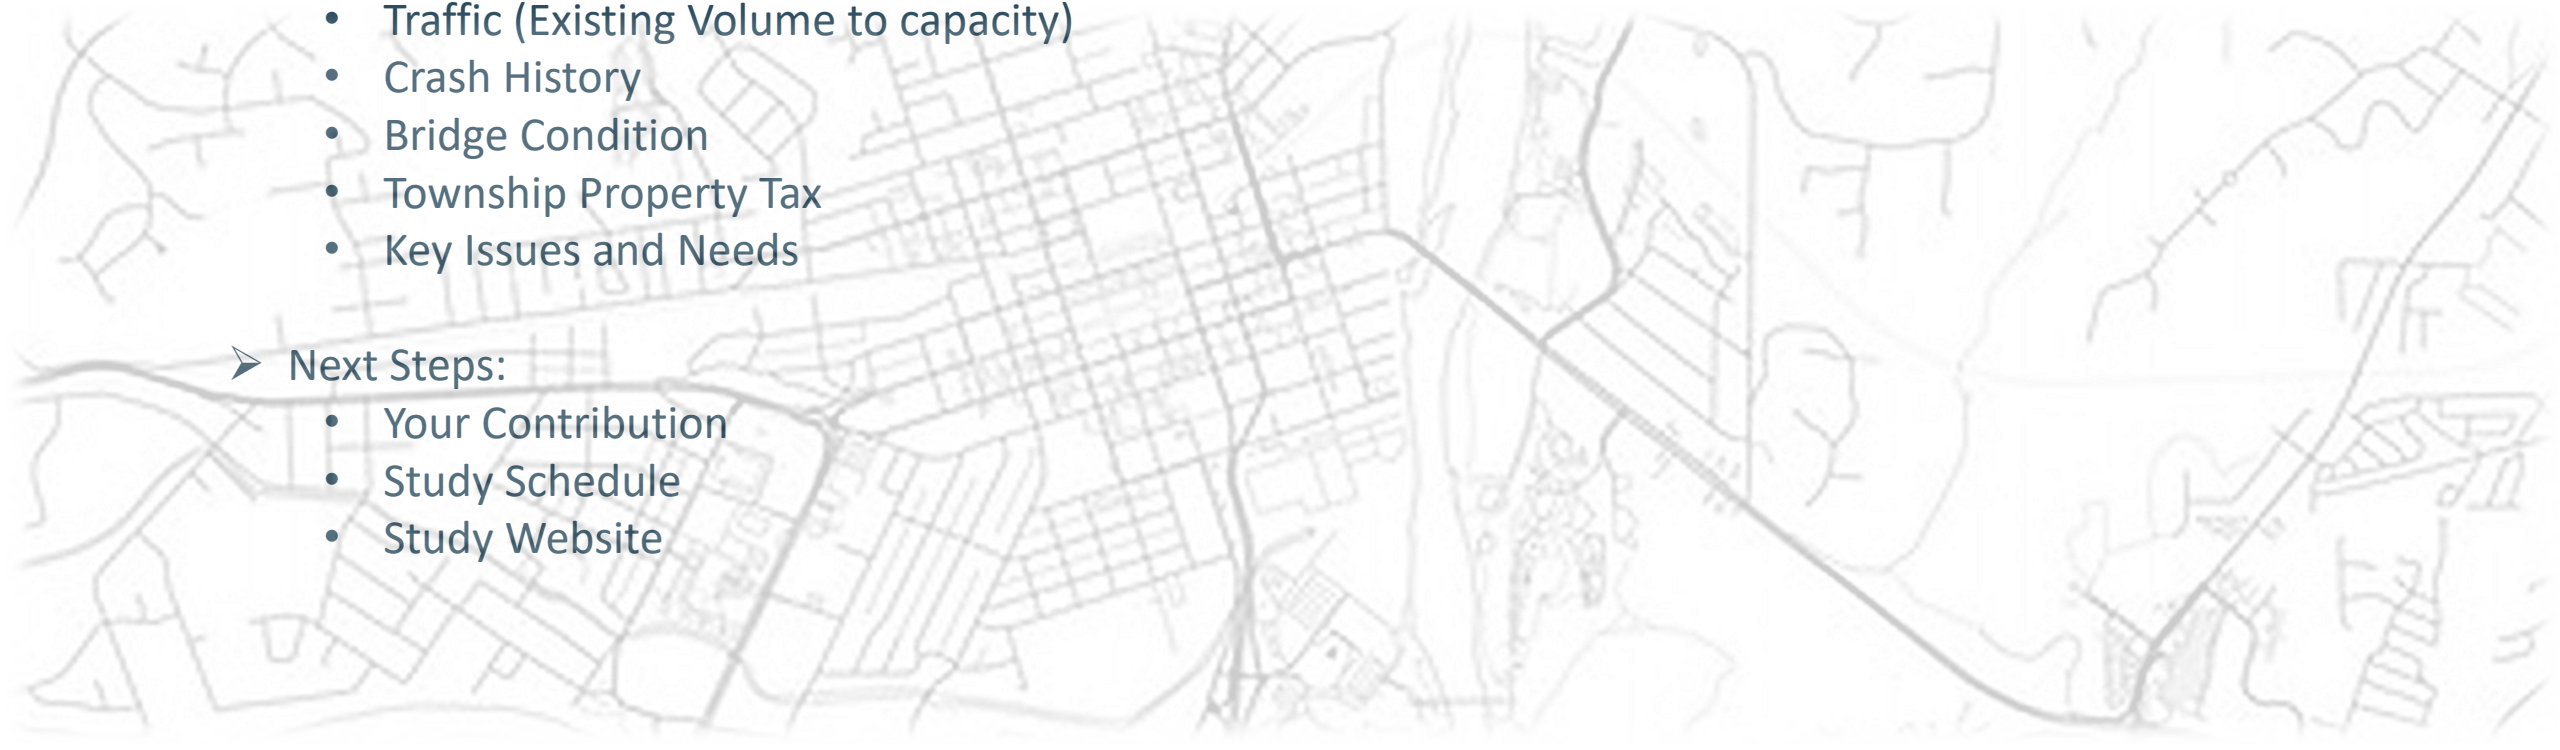 • Traffic (Existing Volume to capacity)
• Crash History
• Bridge Condition
• Township Property Tax
• Key Issues and Needs
➢ Next Steps:
• Your Contribution
• Study Schedule
• Study Website